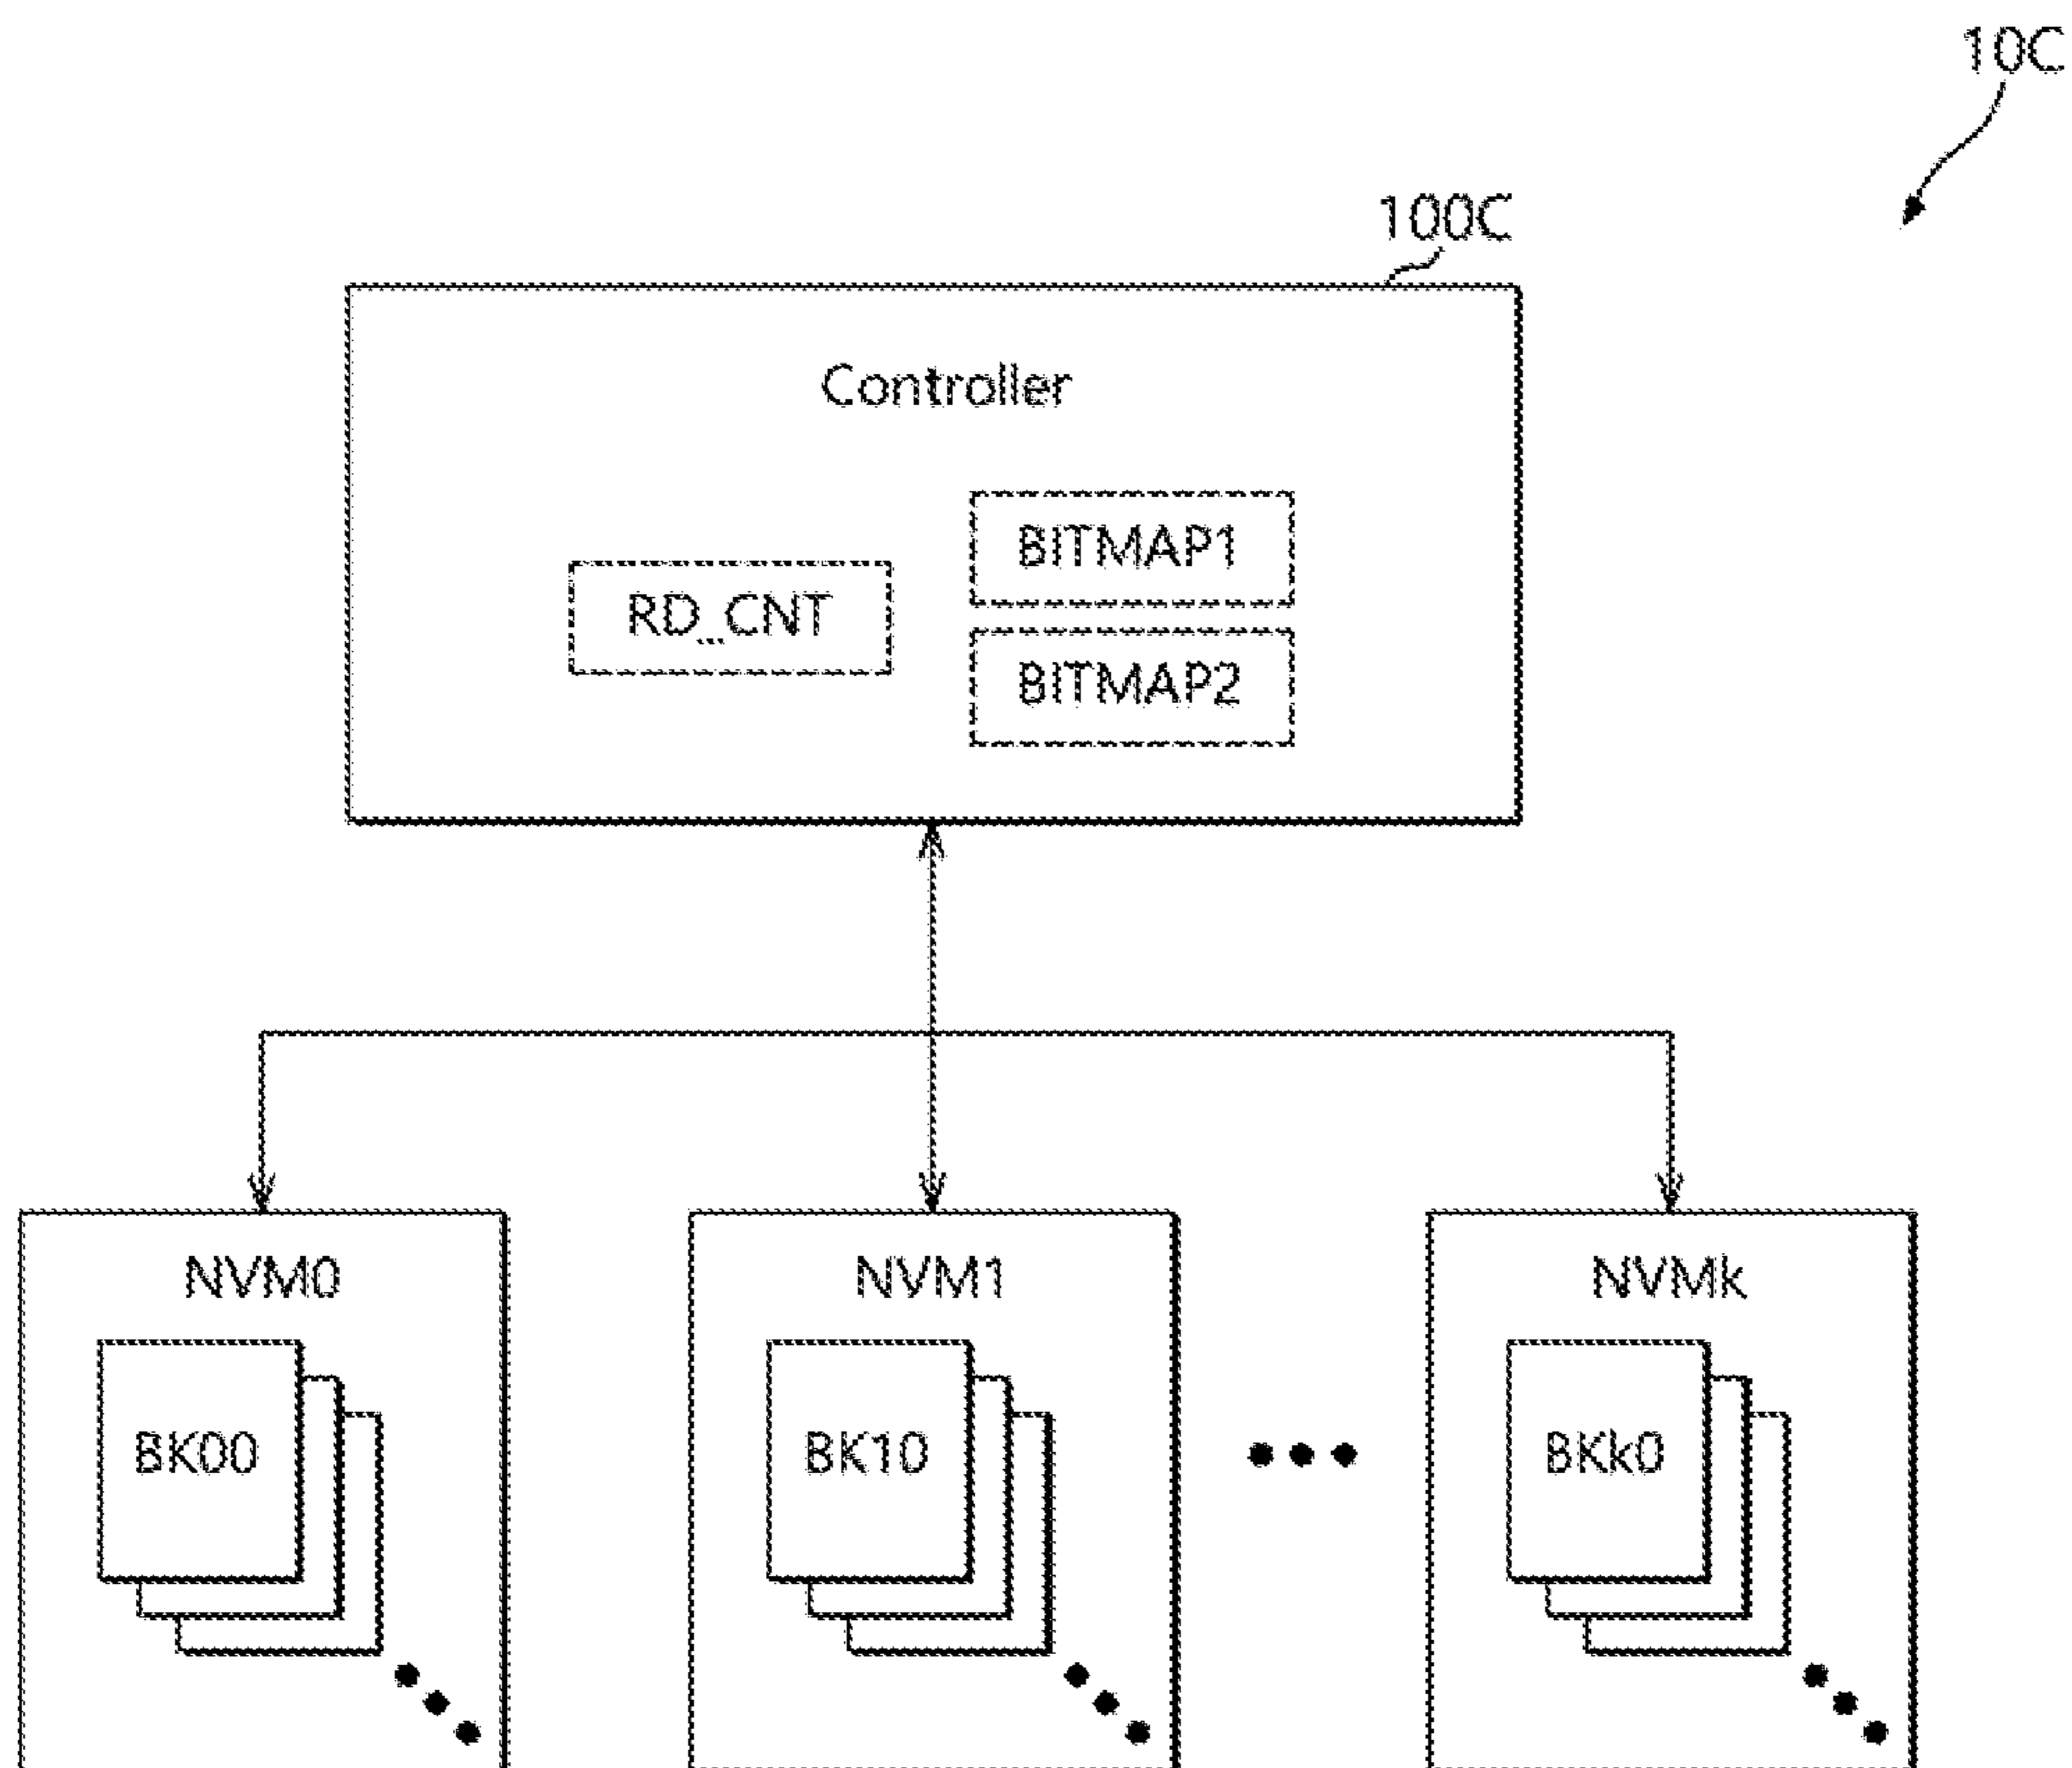 10C
100C
Controller
BITMAP1
RD_CNT
BITMAP2
NVM0 NVM1 NVMk
BK00 BK10 BKk0